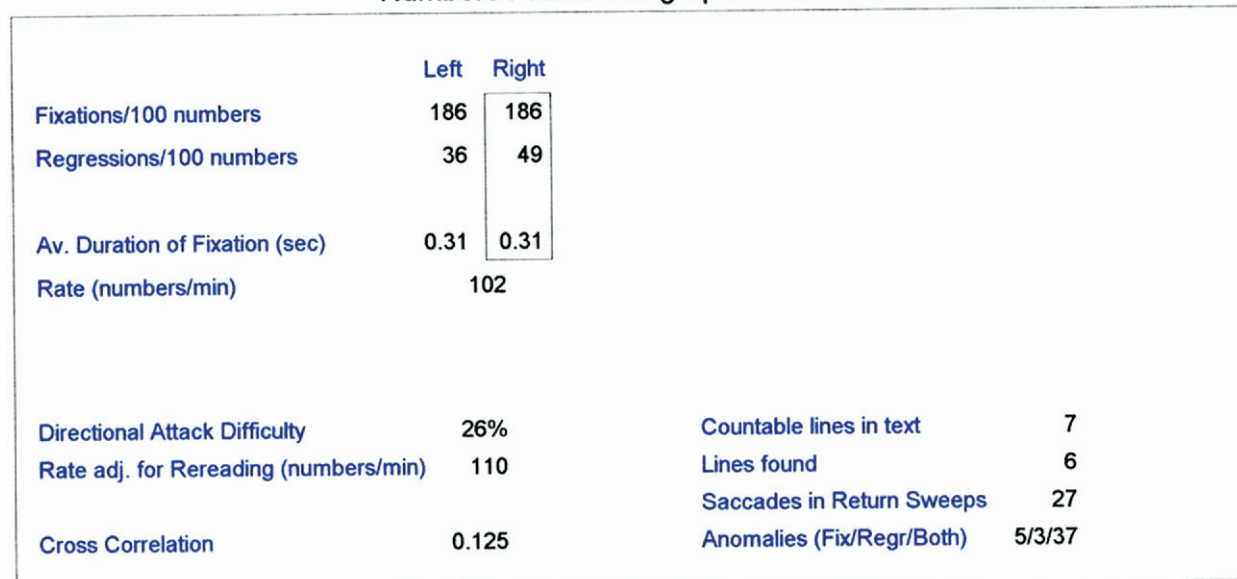 Left Right
Fixations/100 numbers 186 186
Regressions/100 numbers 36 49
Av. Duration of Fixation (sec) 0.31 0.31
Rate (numbers/min) 102
Directional Attack Difficulty 26%
Rate adj. for Rereading (numbers/min) 110
Cross Correlation 0.125
Countable lines in text 7
Lines found 6
Saccades in Return Sweeps 27
Anomalies (Fix/Regr/Both) 5/3/37